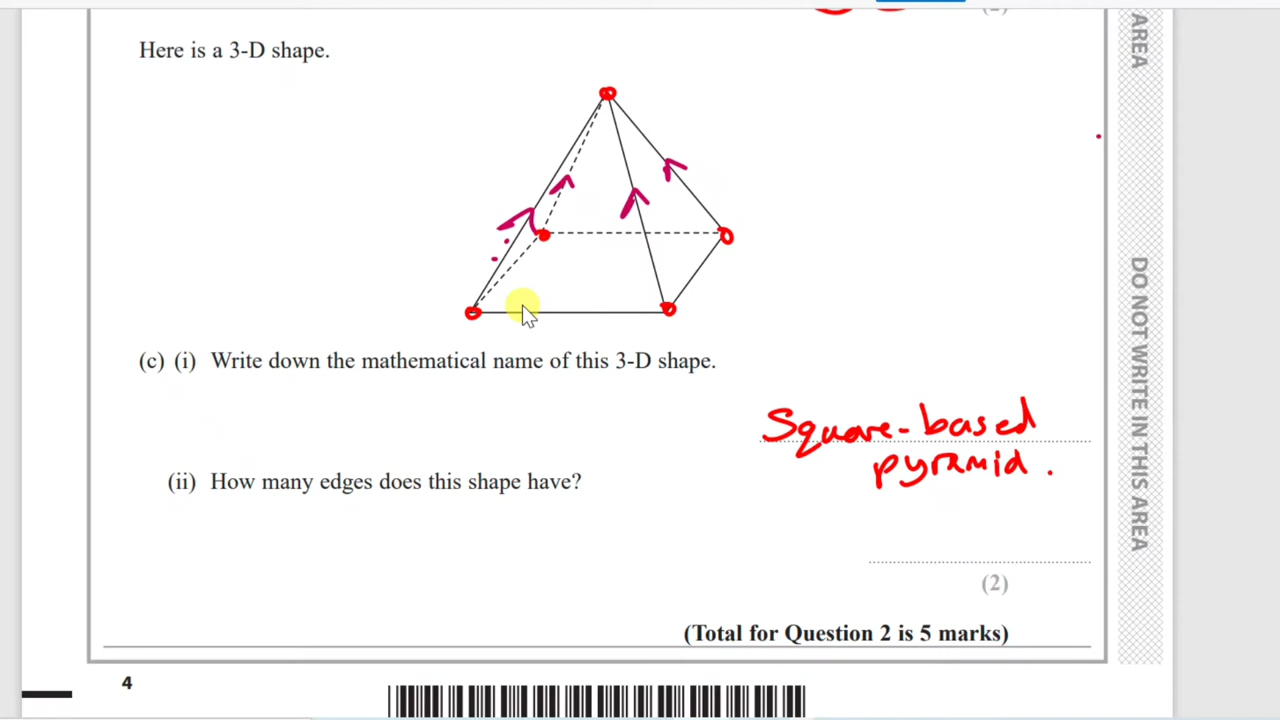 Here is a 3-D shape.
(c) (i) Write down the mathematical name of this 3-D shape.
Square-based
pyramid.
(ii) How many edges does this shape have?
(2)
(Total for Question 2 is 5 marks)
4
AREA
DO NOT WRITE IN THIS AREA